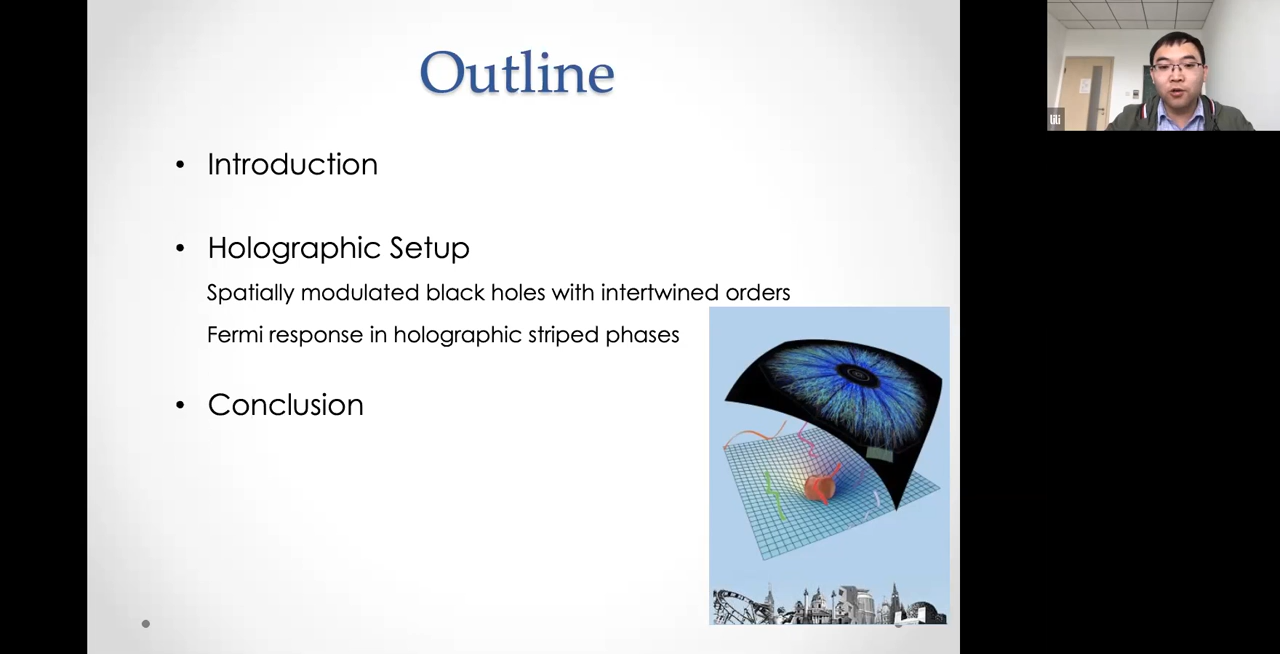 Outline
• Introduction
• Holographic Setup
Spatially modulated black holes with intertwined orders
Fermi response in holographic striped phases
• Conclusion